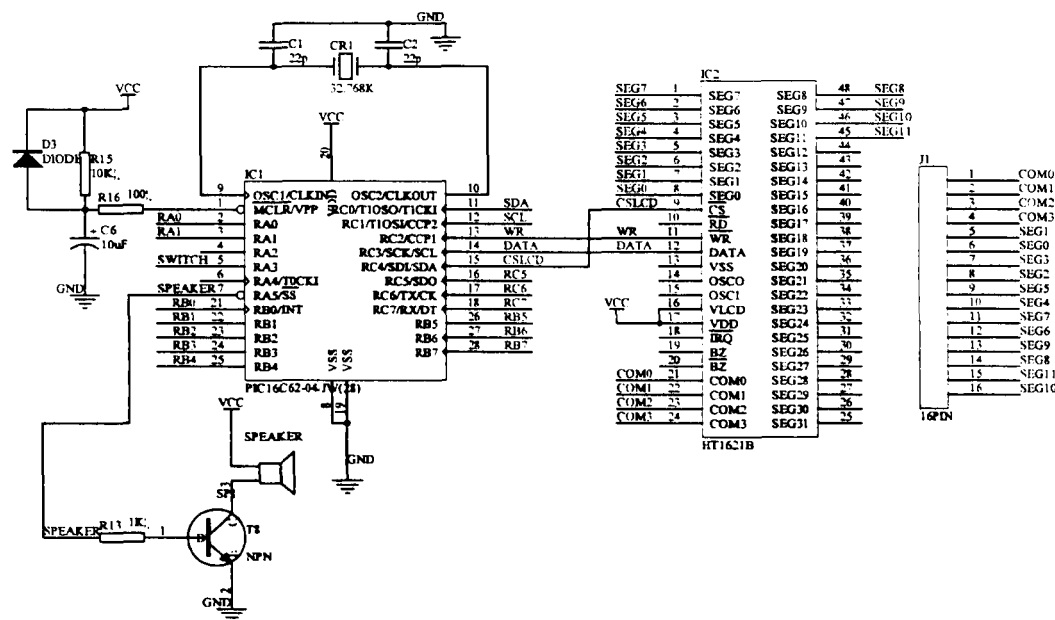 GND
C1
22p
CR1
32.768K
C2
22p
VCC
D3
DIODE
R15
10K
R16
C6
10uF
GND
VCC
20
IC1
VDD
9 OSC1/CLKIN
1 MCLR/VPP
RA0 2 RA0
RA1 3 RA1
4 RA2
SWITCH 5 RA3
6 RA4/T0CKI
SPEAKER 7 RA5/SS
RB0 21 RB0/INT
RB1 22 RB1
RB2 23 RB2
RB3 24 RB3
RB4 25 RB4
OSC2/CLKOUT 10
RC0/T1OSO/T1CKI 11 SDA
RC1/T1OSI/CCP2 12 SCL
RC2/CCP1 13 WR
RC3/SCK/SCL 14 DATA
RC4/SDI/SDA 15 CSLCD
RC5/SDO 16 RC5
RC6/TX/CK 17 RC6
RC7/RX/DT 18 RC7
RB5 26 RB5
RB6 27 RB6
RB7 28 RB7
VSS
VSS
PIC16C62-04-JW(28)
8
19
GND
VCC
SPEAKER
3
SPEAKER
R13
1K
1
T8
NPN
2
GND
IC2
SEG7 1 SEG7
SEG6 2 SEG6
SEG5 3 SEG5
SEG4 4 SEG4
SEG3 5 SEG3
SEG2 6 SEG2
SEG1 7 SEG1
SEG0 8 SEG0
CSLCD 9 CS
10 RD
WR 11 WR
DATA 12 DATA
13 VSS
14 OSCO
15 OSCI
VCC
16 VLCD
17 VDD
18 IRQ
19 BZ
20 BZ
COM0 21 COM0
COM1 22 COM1
COM2 23 COM2
COM3 24 COM3
SEG8 48 SEG8
SEG9 47 SEG9
SEG10 46 SEG10
SEG11 45 SEG11
SEG12 44
SEG13 43
SEG14 42
SEG15 41
SEG16 40
SEG17 39
SEG18 38
SEG19 37
SEG20 36
SEG21 35
SEG22 34
SEG23 33
SEG24 32
SEG25 31
SEG26 30
SEG27 29
SEG28 28
SEG29 27
SEG30 26
SEG31 25
HT1621B
J1
1 COM0
2 COM1
3 COM2
4 COM3
5 SEG1
6 SEG0
7 SEG3
8 SEG2
9 SEG5
10 SEG4
11 SEG7
12 SEG6
13 SEG9
14 SEG8
15 SEG11
16 SEG10
16PIN